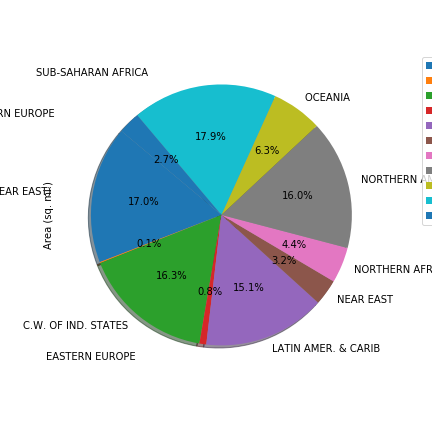 SUB-SAHARAN AFRICA
OCEANIA
RN EUROPE
17.9%
6.3%
2.7%
NEAR EAST)
17.0%
16.0%
NORTHERN
Area (sq. mi.)
0.1%
4.4%
3.2%
NORTHERN AFR
16.3%
0.8%
15.1%
NEAR EAST
C.W. OF IND. STATES
EASTERN EUROPE
LATIN AMER. & CARIB